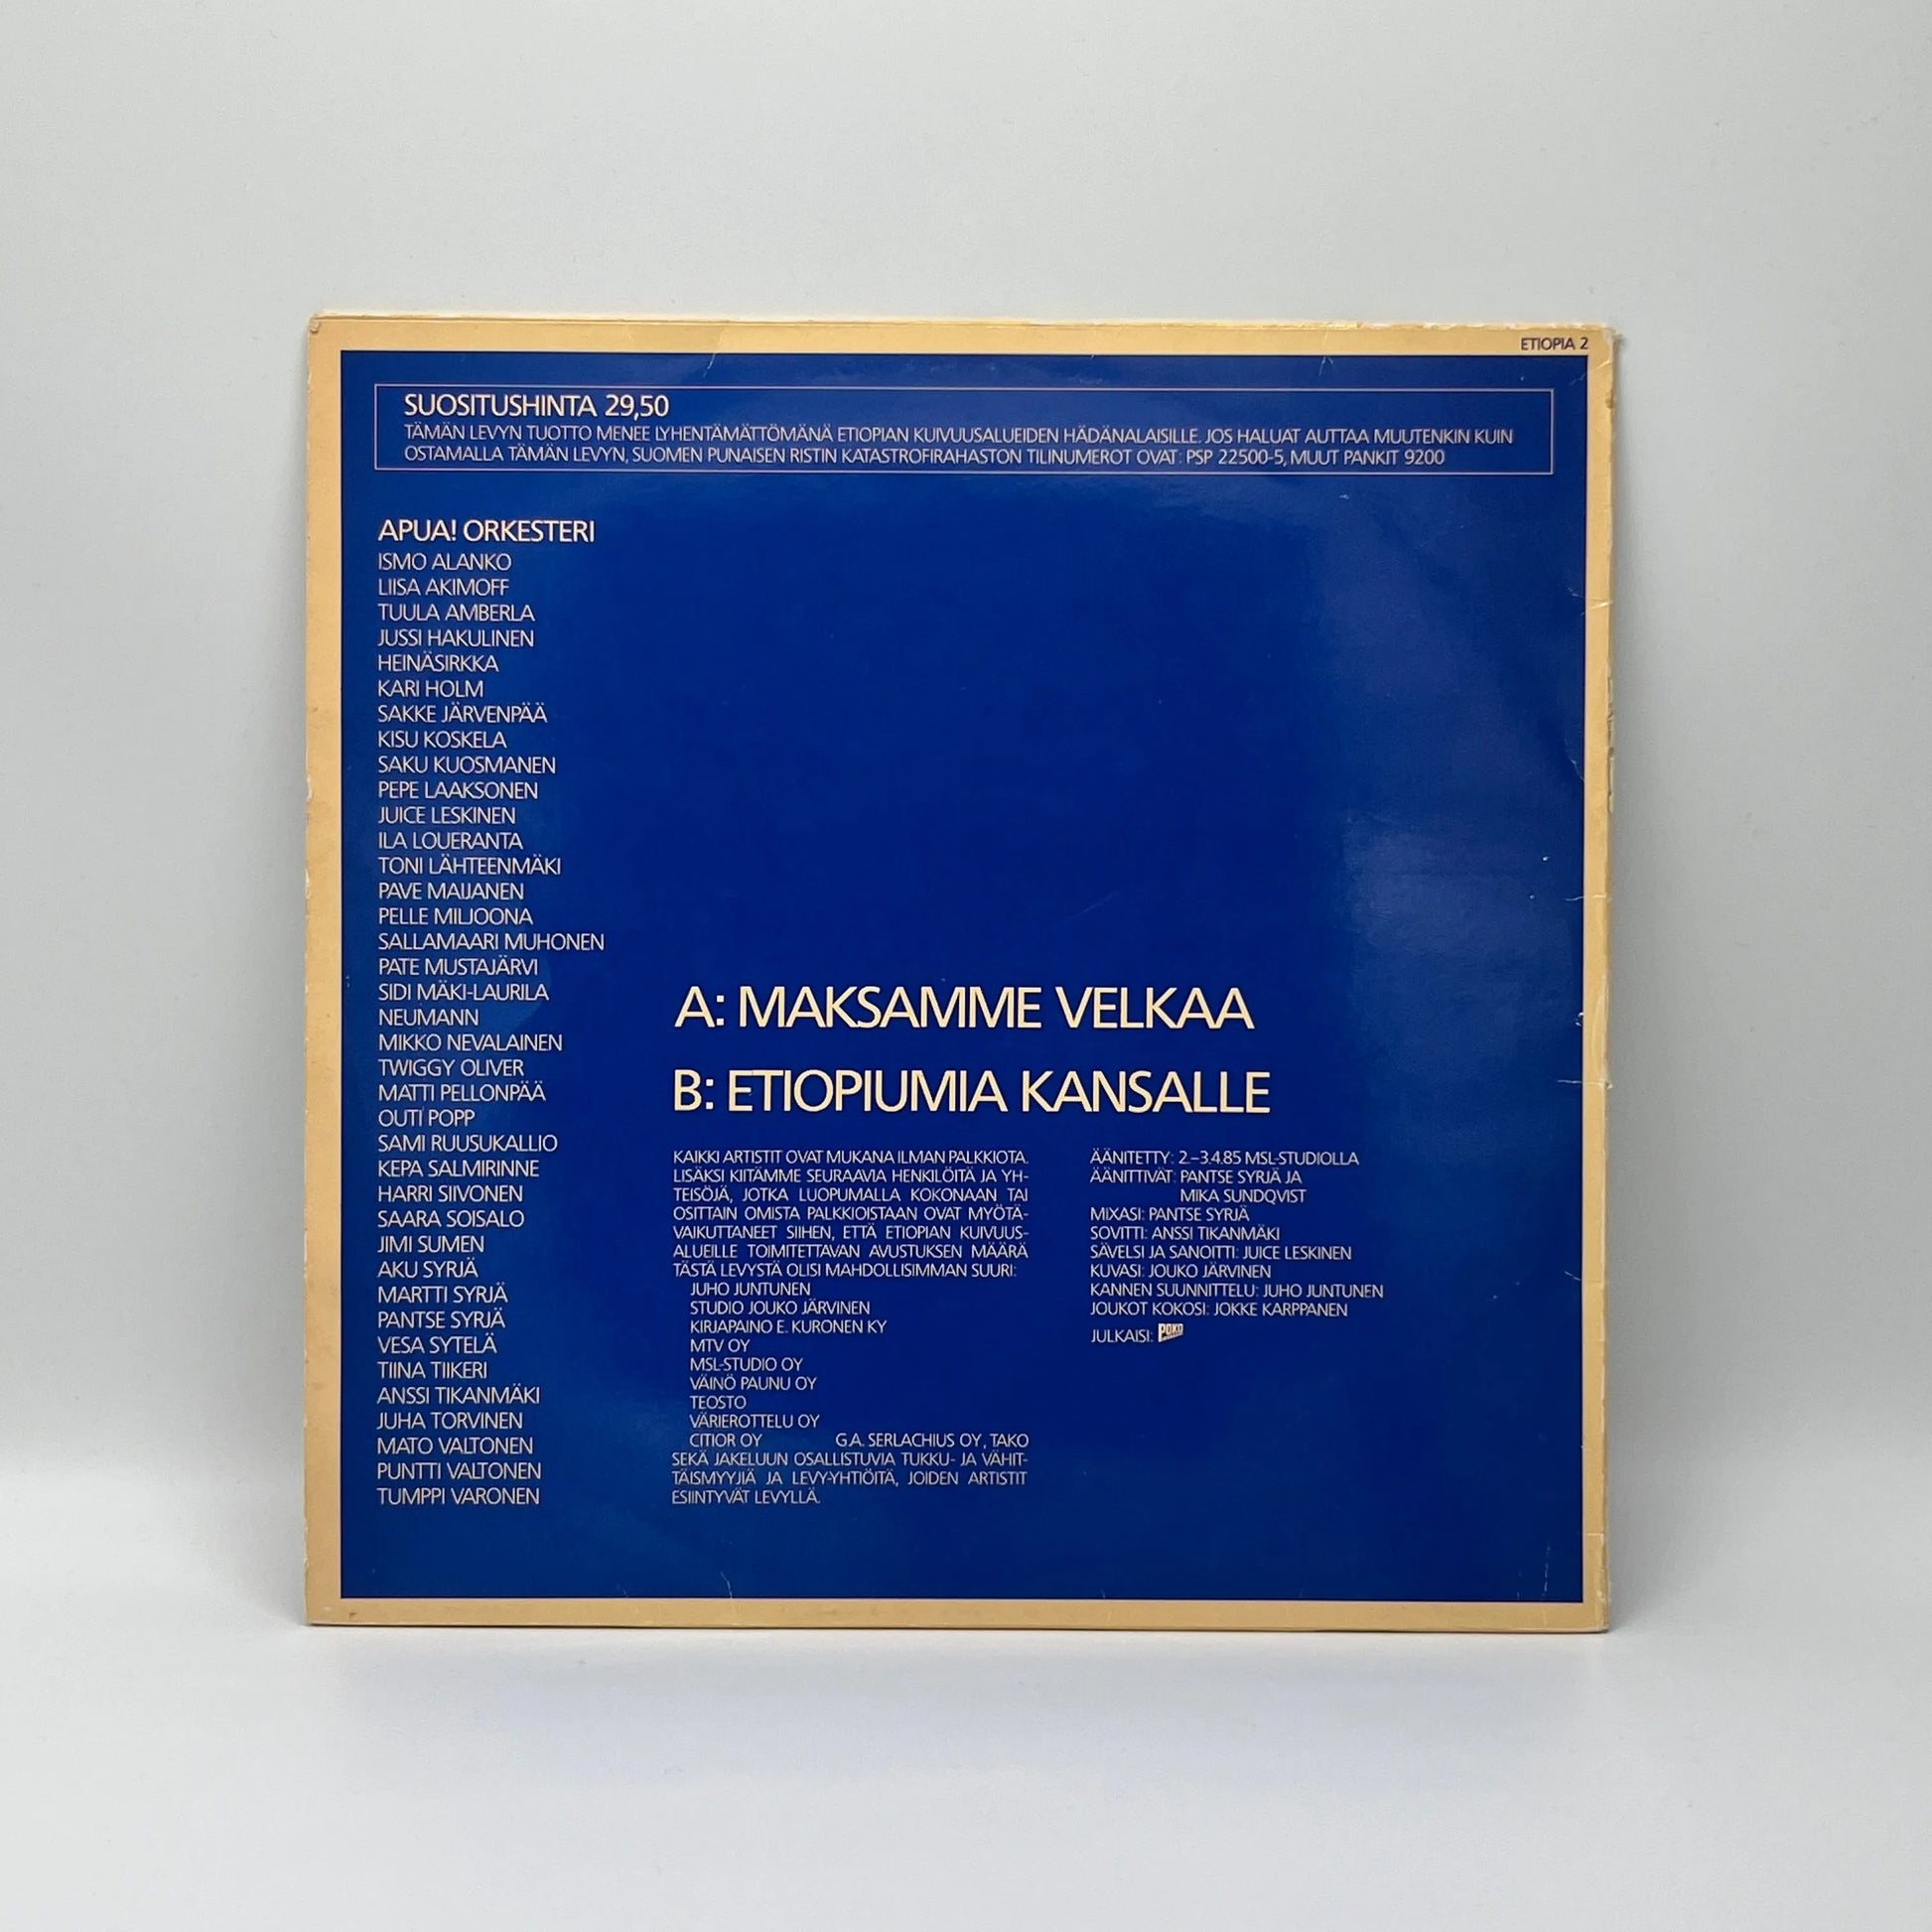 ETIOPIA 2
SUOSITUSHINTA 29,50
TÄMÄN LEVYN TUOTTO MENEE LYHENTÄMÄTTÖMÄNÄ ETIOPIAN KUIVUUSALUEIDEN HÄDÄNALAISILLE. JOS HALUAT AUTTAA MUUTENKIN KUIN
OSTAMALLA TÄMÄN LEVYN, SUOMEN PUNAISEN RISTIN KATASTROFIRAHASTON TILINUMEROT OVAT: PSP 22500-5, MUUT PANKIT 9200
APUA! ORKESTERI
ISMO ALANKO
LIISA AKIMOFF
TUULA AMBERLA
JUSSI HAKULINEN
HEINÄSIRKKA
KARI HOLM
SAKKE JÄRVENPÄÄ
KISU KOSKELA
SAKU KUOSMANEN
PEPE LAAKSONEN
JUICE LESKINEN
ILA LOUERANTA
TONI LÄHTEENMÄKI
PAVE MAIJANEN
PELLE MILJOONA
SALLAMAARI MUHONEN
PATE MUSTAJÄRVI
SIDI MÄKI-LAURILA
NEUMANN
MIKKO NEVALAINEN
TWIGGY OLIVER
MATTI PELLONPÄÄ
OUTI POPP
SAMI RUUSUKALLIO
KEPA SALMIRINNE
HARRI SIIVONEN
SAARA SOISALO
JIMI SUMEN
AKU SYRJÄ
MARTTI SYRJÄ
PANTSE SYRJÄ
VESA SYTELÄ
TIINA TIIKERI
ANSSI TIKANMÄKI
JUHA TORVINEN
MATO VALTONEN
PUNTTI VALTONEN
TUMPPI VARONEN
A: MAKSAMME VELKAA
B: ETIOPIUMIA KANSALLE
KAIKKI ARTISTIT OVAT MUKANA ILMAN PALKKIOTA.
LISÄKSI KIITÄMME SEURAAVIA HENKILÖITÄ JA YH-
TEISÖJÄ, JOTKA LUOPUMALLA KOKONAAN TAI
OSITTAIN OMISTA PALKKIOISTAAN OVAT MYÖTÄ-
VAIKUTTANEET SIIHEN, ETTÄ ETIOPIAN KUIVUUS-
ALUEILLE TOIMITETTAVAN AVUSTUKSEN MÄÄRÄ
TÄSTÄ LEVYSTÄ OLISI MAHDOLLISIMMAN SUURI:
JUHO JUNTUNEN
STUDIO JOUKO JÄRVINEN
KIRJAPAINO E. KURONEN KY
MTV OY
MSL-STUDIO OY
VÄINÖ PAUNU OY
TEOSTO
VÄRIEROTTELU OY
CITIOR OY G.A. SERLACHIUS OY, TAKO
SEKÄ JAKELUUN OSALLISTUVIA TUKKU- JA VÄHIT-
TÄISMYYJIÄ JA LEVY-YHTIÖITÄ, JOIDEN ARTISTIT
ESIINTYVÄT LEVYLLÄ.
ÄÄNITETTY: 2.–3.4.85 MSL-STUDIOLLA
ÄÄNITTIVÄT: PANTSE SYRJÄ JA
MIKA SUNDQVIST
MIXASI: PANTSE SYRJÄ
SOVITTI: ANSSI TIKANMÄKI
SÄVELSI JA SANOITTI: JUICE LESKINEN
KUVASI: JOUKO JÄRVINEN
KANNEN SUUNNITTELU: JUHO JUNTUNEN
JOUKOT KOKOSI: JOKKE KARPPANEN
JULKAISI: POKO